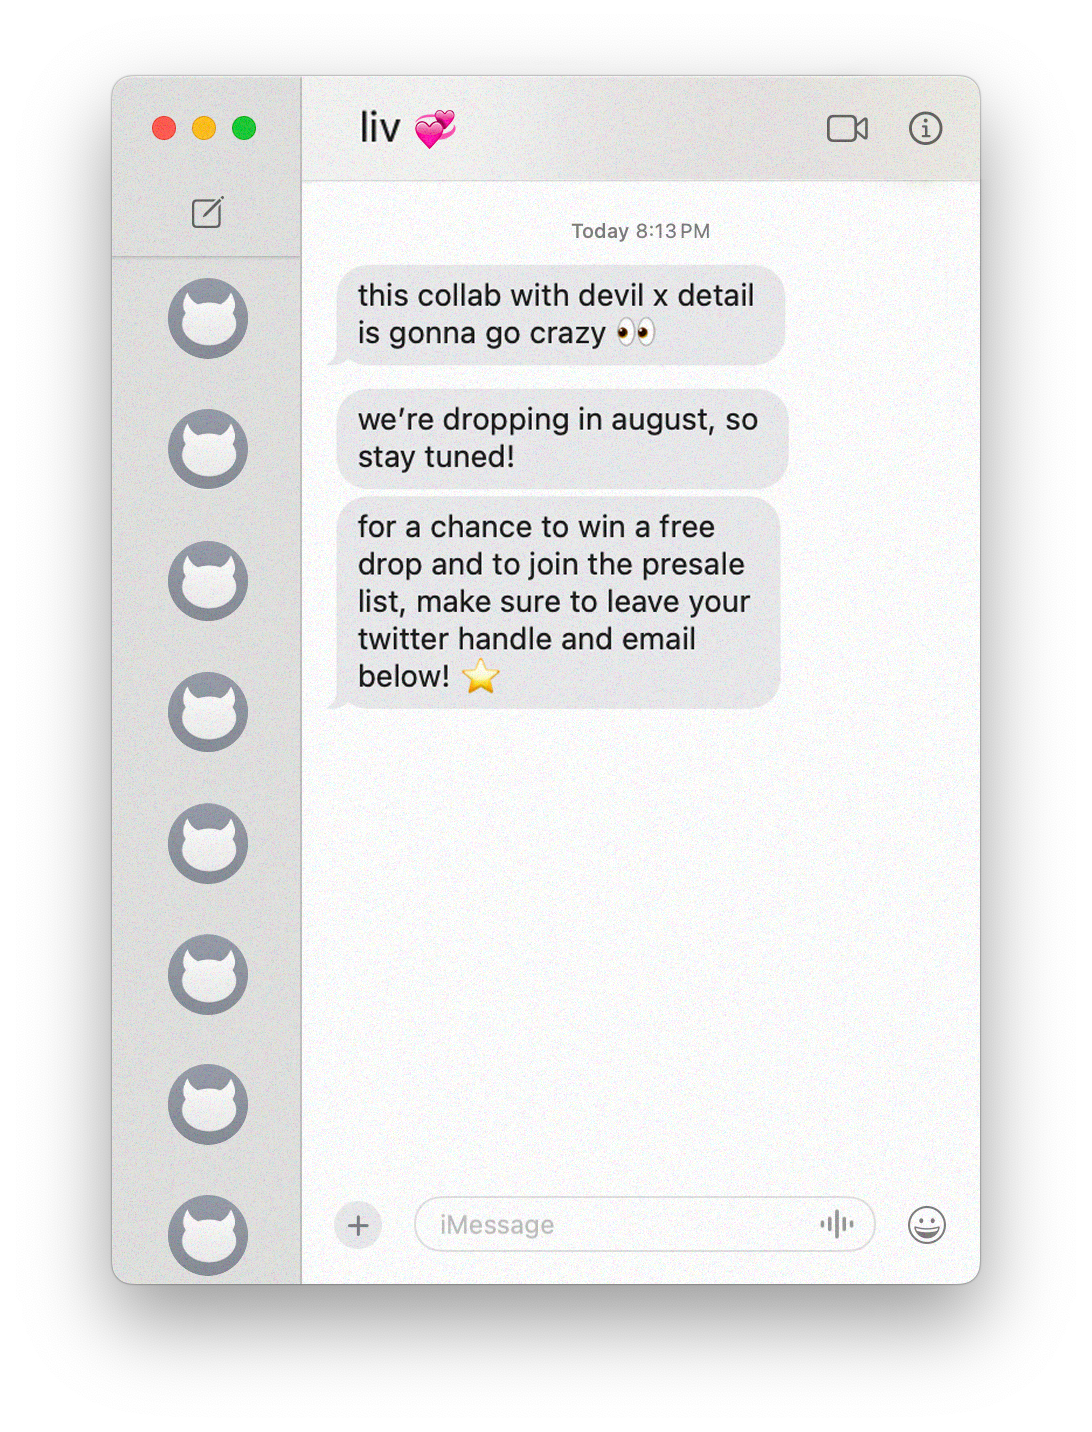 liv 💞
Today 8:13 PM
this collab with devil x detail
is gonna go crazy 👀
we’re dropping in august, so
stay tuned!
for a chance to win a free
drop and to join the presale
list, make sure to leave your
twitter handle and email
below! ⭐
iMessage